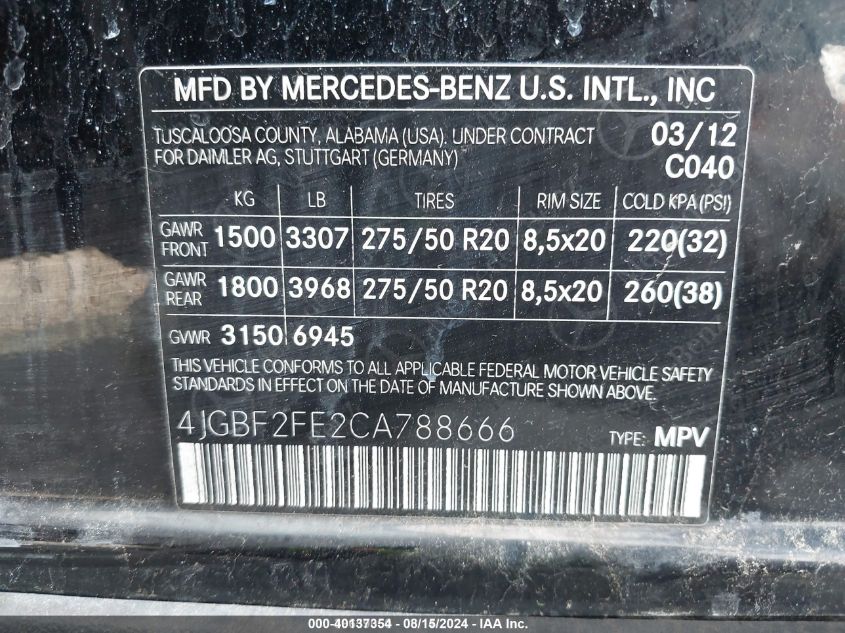 MFD BY MERCEDES-BENZ U.S. INTL., INC
TUSCALOOSA COUNTY, ALABAMA (USA). UNDER CONTRACT 03/12
FOR DAIMLER AG, STUTTGART (GERMANY) C040
KG LB TIRES RIM SIZE COLD KPA (PSI)
GAWR FRONT 1500 3307 275/50 R20 8,5x20 220(32)
GAWR REAR 1800 3968 275/50 R20 8,5x20 260(38)
GVWR 3150 6945
THIS VEHICLE CONFORMS TO ALL APPLICABLE FEDERAL MOTOR VEHICLE SAFETY
STANDARDS IN EFFECT ON THE DATE OF MANUFACTURE SHOWN ABOVE.
4JGBF2FE2CA788666 TYPE: MPV
000-40137354 - 08/15/2024 - IAA, Inc.